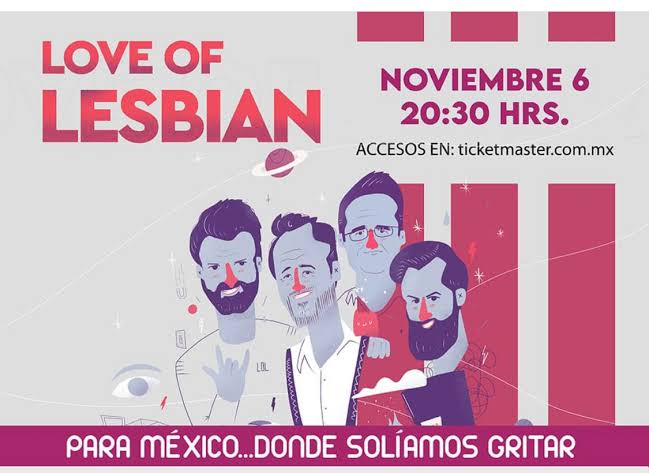 LOVE OF
LESBIAN
NOVIEMBRE 6
20:30 HRS.
ACCESOS EN: ticketmaster.com.mx
LOL
PARA MÉXICO...DONDE SOLÍAMOS GRITAR